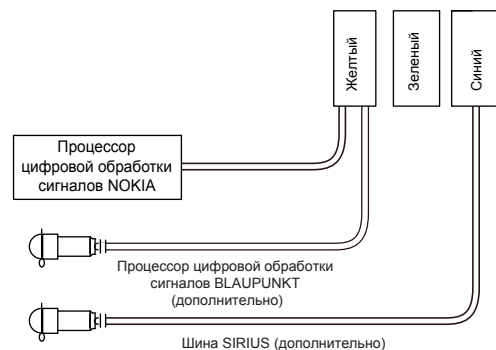 Желтый
Зеленый
Синий
Процессор
цифровой обработки
сигналов NOKIA
Процессор цифровой обработки
сигналов BLAUPUNKT
(дополнительно)
Шина SIRIUS (дополнительно)